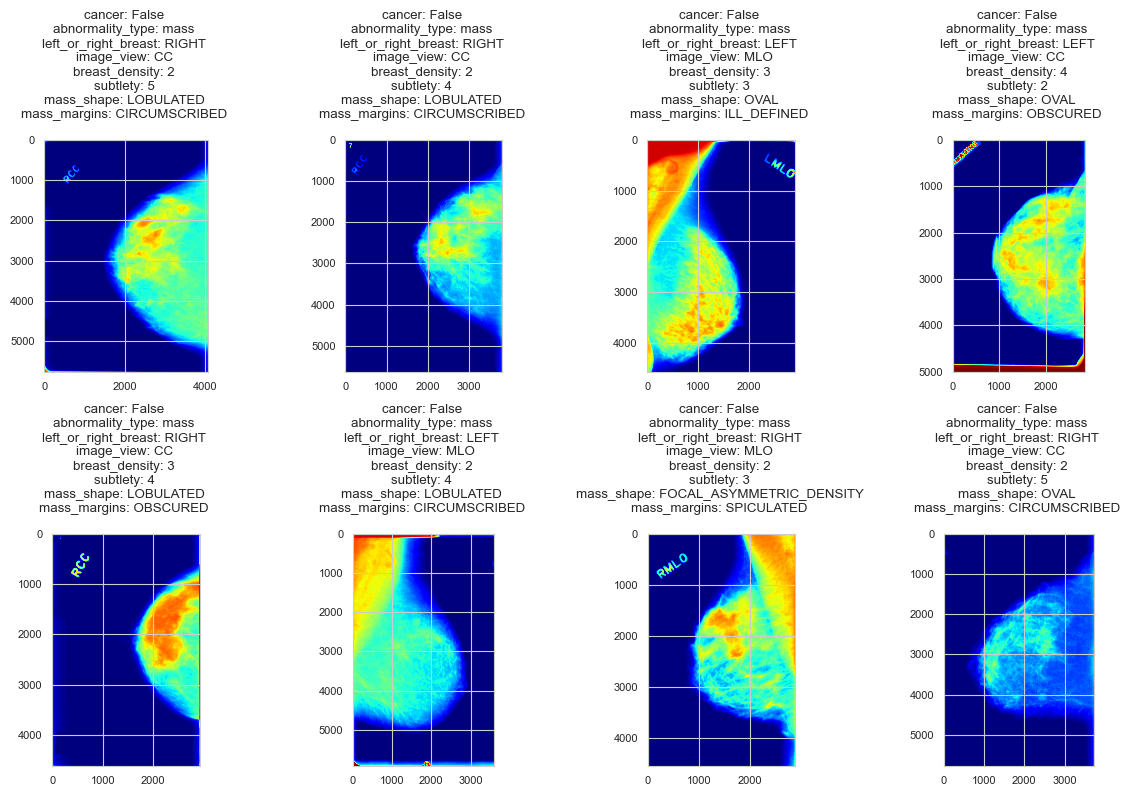 cancer: False
abnormality_type: mass
left_or_right_breast: RIGHT
image_view: CC
breast_density: 2
subtlety: 5
mass_shape: LOBULATED
mass_margins: CIRCUMSCRIBED
0
1000
2000
3000
4000
5000
RCC
0
2000
4000
cancer: False
abnormality_type: mass
left_or_right_breast: RIGHT
image_view: CC
breast_density: 2
subtlety: 4
mass_shape: LOBULATED
mass_margins: CIRCUMSCRIBED
0
1000
2000
3000
4000
5000
7
RCC
0
1000
2000
3000
cancer: False
abnormality_type: mass
left_or_right_breast: LEFT
image_view: MLO
breast_density: 3
subtlety: 3
mass_shape: OVAL
mass_margins: ILL_DEFINED
0
1000
2000
3000
4000
LMLO
0
1000
2000
cancer: False
abnormality_type: mass
left_or_right_breast: LEFT
image_view: CC
breast_density: 4
subtlety: 2
mass_shape: OVAL
mass_margins: OBSCURED
0
1000
2000
3000
4000
5000
0
1000
2000
cancer: False
abnormality_type: mass
left_or_right_breast: RIGHT
image_view: CC
breast_density: 3
subtlety: 4
mass_shape: LOBULATED
mass_margins: OBSCURED
0
1000
2000
3000
4000
RCC
0
2000
cancer: False
abnormality_type: mass
left_or_right_breast: LEFT
image_view: MLO
breast_density: 2
subtlety: 4
mass_shape: LOBULATED
mass_margins: CIRCUMSCRIBED
0
1000
2000
3000
4000
5000
0
1000
2000
3000
cancer: False
abnormality_type: mass
left_or_right_breast: RIGHT
image_view: MLO
breast_density: 2
subtlety: 3
mass_shape: FOCAL_ASYMMETRIC_DENSITY
mass_margins: SPICULATED
0
1000
2000
3000
4000
RMLO
0
1000
2000
cancer: False
abnormality_type: mass
left_or_right_breast: RIGHT
image_view: CC
breast_density: 2
subtlety: 5
mass_shape: OVAL
mass_margins: CIRCUMSCRIBED
0
1000
2000
3000
4000
5000
0
1000
2000
3000